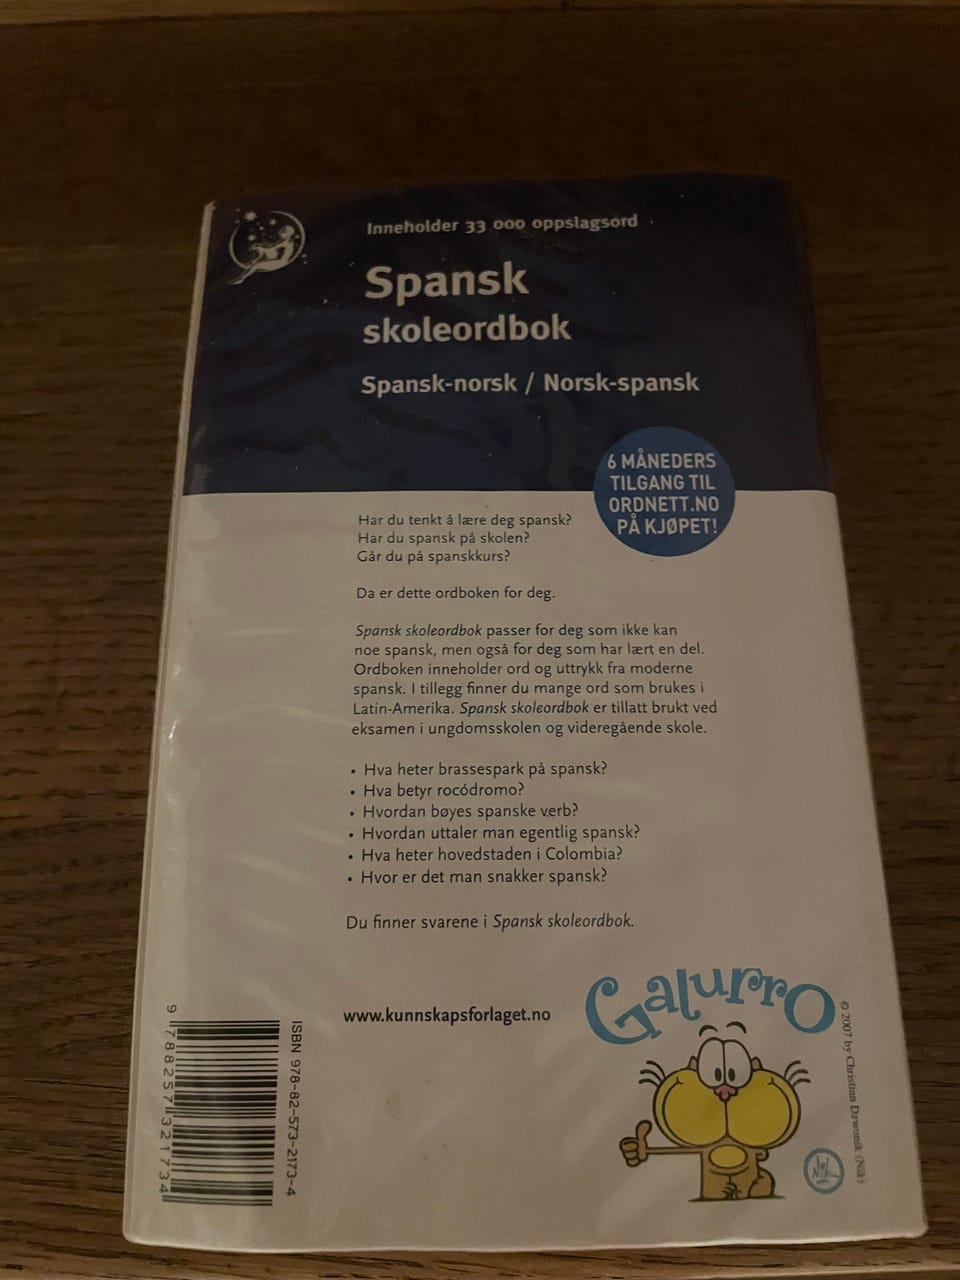 Inneholder 33 000 oppslagsord
Spansk
skoleordbok
Spansk-norsk / Norsk-spansk
6 MÅNEDERS
TILGANG TIL
ORDNETT.NO
PÅ KJØPET!
Har du tenkt å lære deg spansk?
Har du spansk på skolen?
Går du på spanskkurs?
Da er dette ordboken for deg.
Spansk skoleordbok passer for deg som ikke kan
noe spansk, men også for deg som har lært en del.
Ordboken inneholder ord og uttrykk fra moderne
spansk. I tillegg finner du mange ord som brukes i
Latin-Amerika. Spansk skoleordbok er tillatt brukt ved
eksamen i ungdomsskolen og videregående skole.
• Hva heter brassespark på spansk?
• Hva betyr rocódromo?
• Hvordan bøyes spanske verb?
• Hvordan uttaler man egentlig spansk?
• Hva heter hovedstaden i Colombia?
• Hvor er det man snakker spansk?
Du finner svarene i Spansk skoleordbok.
www.kunnskapsforlaget.no
Gaturro
© 2007 by Christian Dzwonik (Nik)
ISBN 978-82-573-2173-4
9 788257 321734